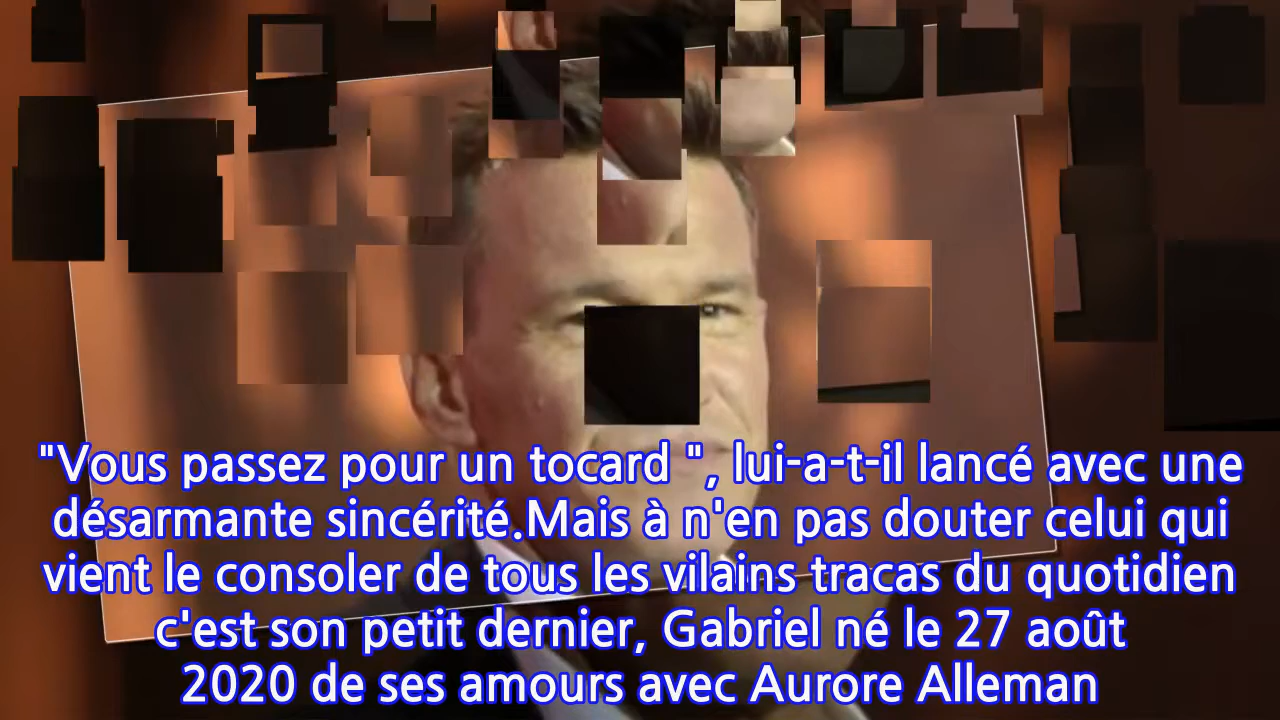 "Vous passez pour un tocard ", lui-a-t-il lancé avec une
désarmante sincérité.Mais à n'en pas douter celui qui
vient le consoler de tous les vilains tracas du quotidien
c'est son petit dernier, Gabriel né le 27 août
2020 de ses amours avec Aurore Alleman